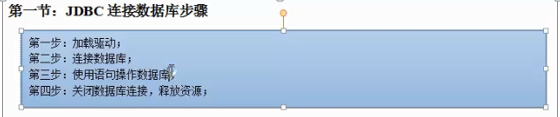 第一节：JDBC 连接数据库步骤
第一步：加载驱动；
第二步：连接数据库；
第三步：使用语句操作数据库；
第四步：关闭数据库连接，释放资源；